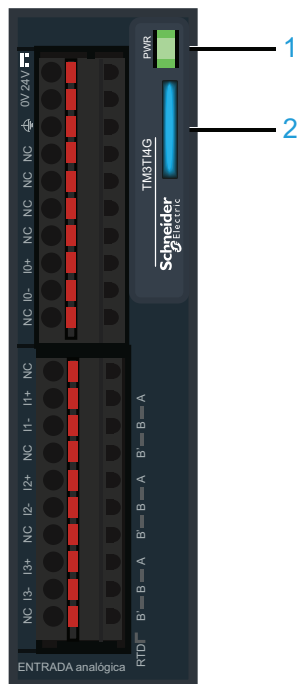 PWR
1
2
TM3TI4G
Schneider
Electric
0V 24V
NC
NC
NC
NC
I0+
I0-
NC
NC
I1+
I1-
NC
I2+
I2-
NC
I3+
I3-
NC
B' B A
B' B A
B' B A
RTD
ENTRADA analógica